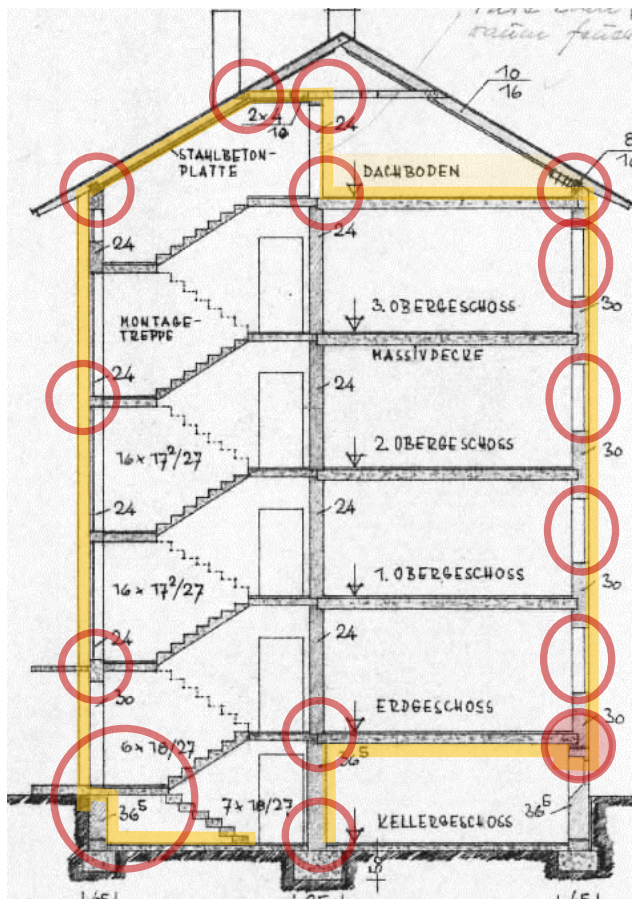 10
16
2x4
10
24
STAHLBETON-
PLATTE
DACHBODEN
8
24
24
3. OBERGESCHOSS
30
MONTAGE-
TREPPE
MASSIVDECKE
24
24
16 x 17²/27
2. OBERGESCHOSS
30
24
24
16 x 17²/27
1. OBERGESCHOSS
30
24
24
30
ERDGESCHOSS
30
6 x 18/27
36⁵
36⁵
7 x 18/27
36⁵
KELLERGESCHOSS
50